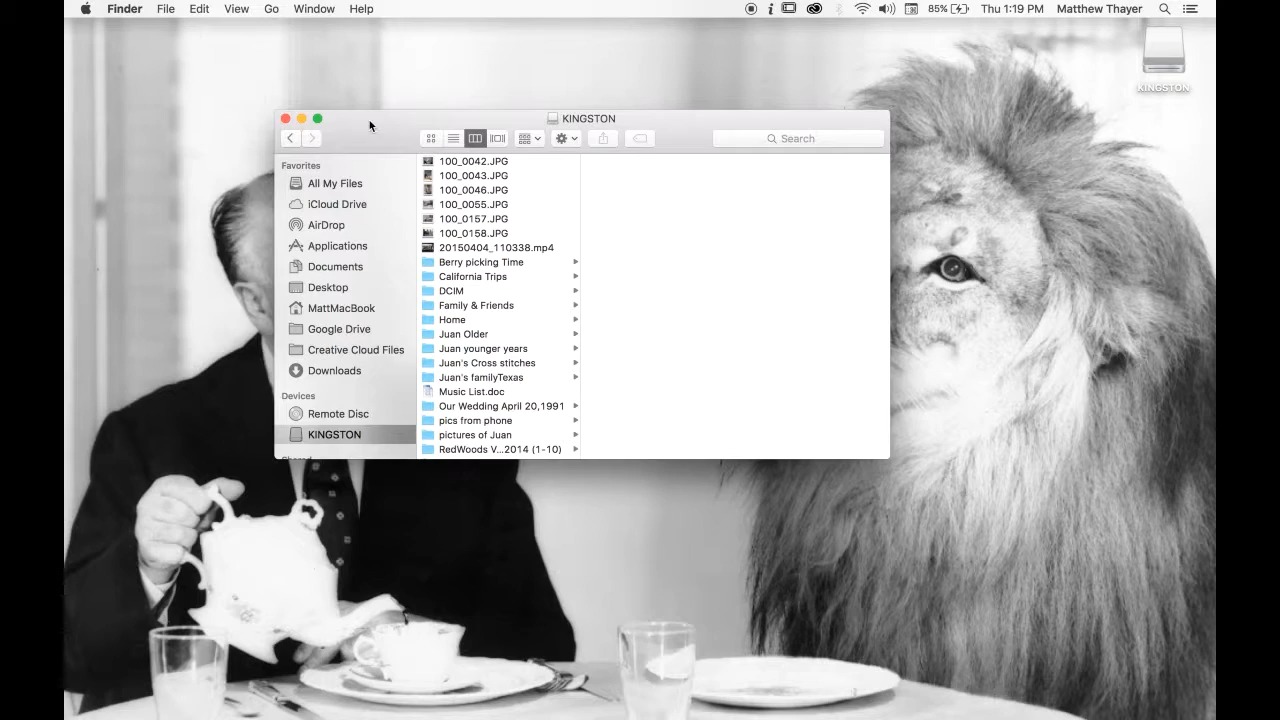 Finder File Edit View Go Window Help 85% Thu 1:19 PM Matthew Thayer
KINGSTON
KINGSTON
Search
Favorites
All My Files
iCloud Drive
AirDrop
Applications
Documents
Desktop
MattMacBook
Google Drive
Creative Cloud Files
Downloads
Devices
Remote Disc
KINGSTON
100_0042.JPG
100_0043.JPG
100_0046.JPG
100_0055.JPG
100_0157.JPG
100_0158.JPG
20150404_110338.mp4
Berry picking Time
California Trips
DCIM
Family & Friends
Home
Juan Older
Juan younger years
Juan's Cross stitches
Juan's familyTexas
Music List.doc
Our Wedding April 20,1991
pics from phone
pictures of Juan
RedWoods V...2014 (1-10)